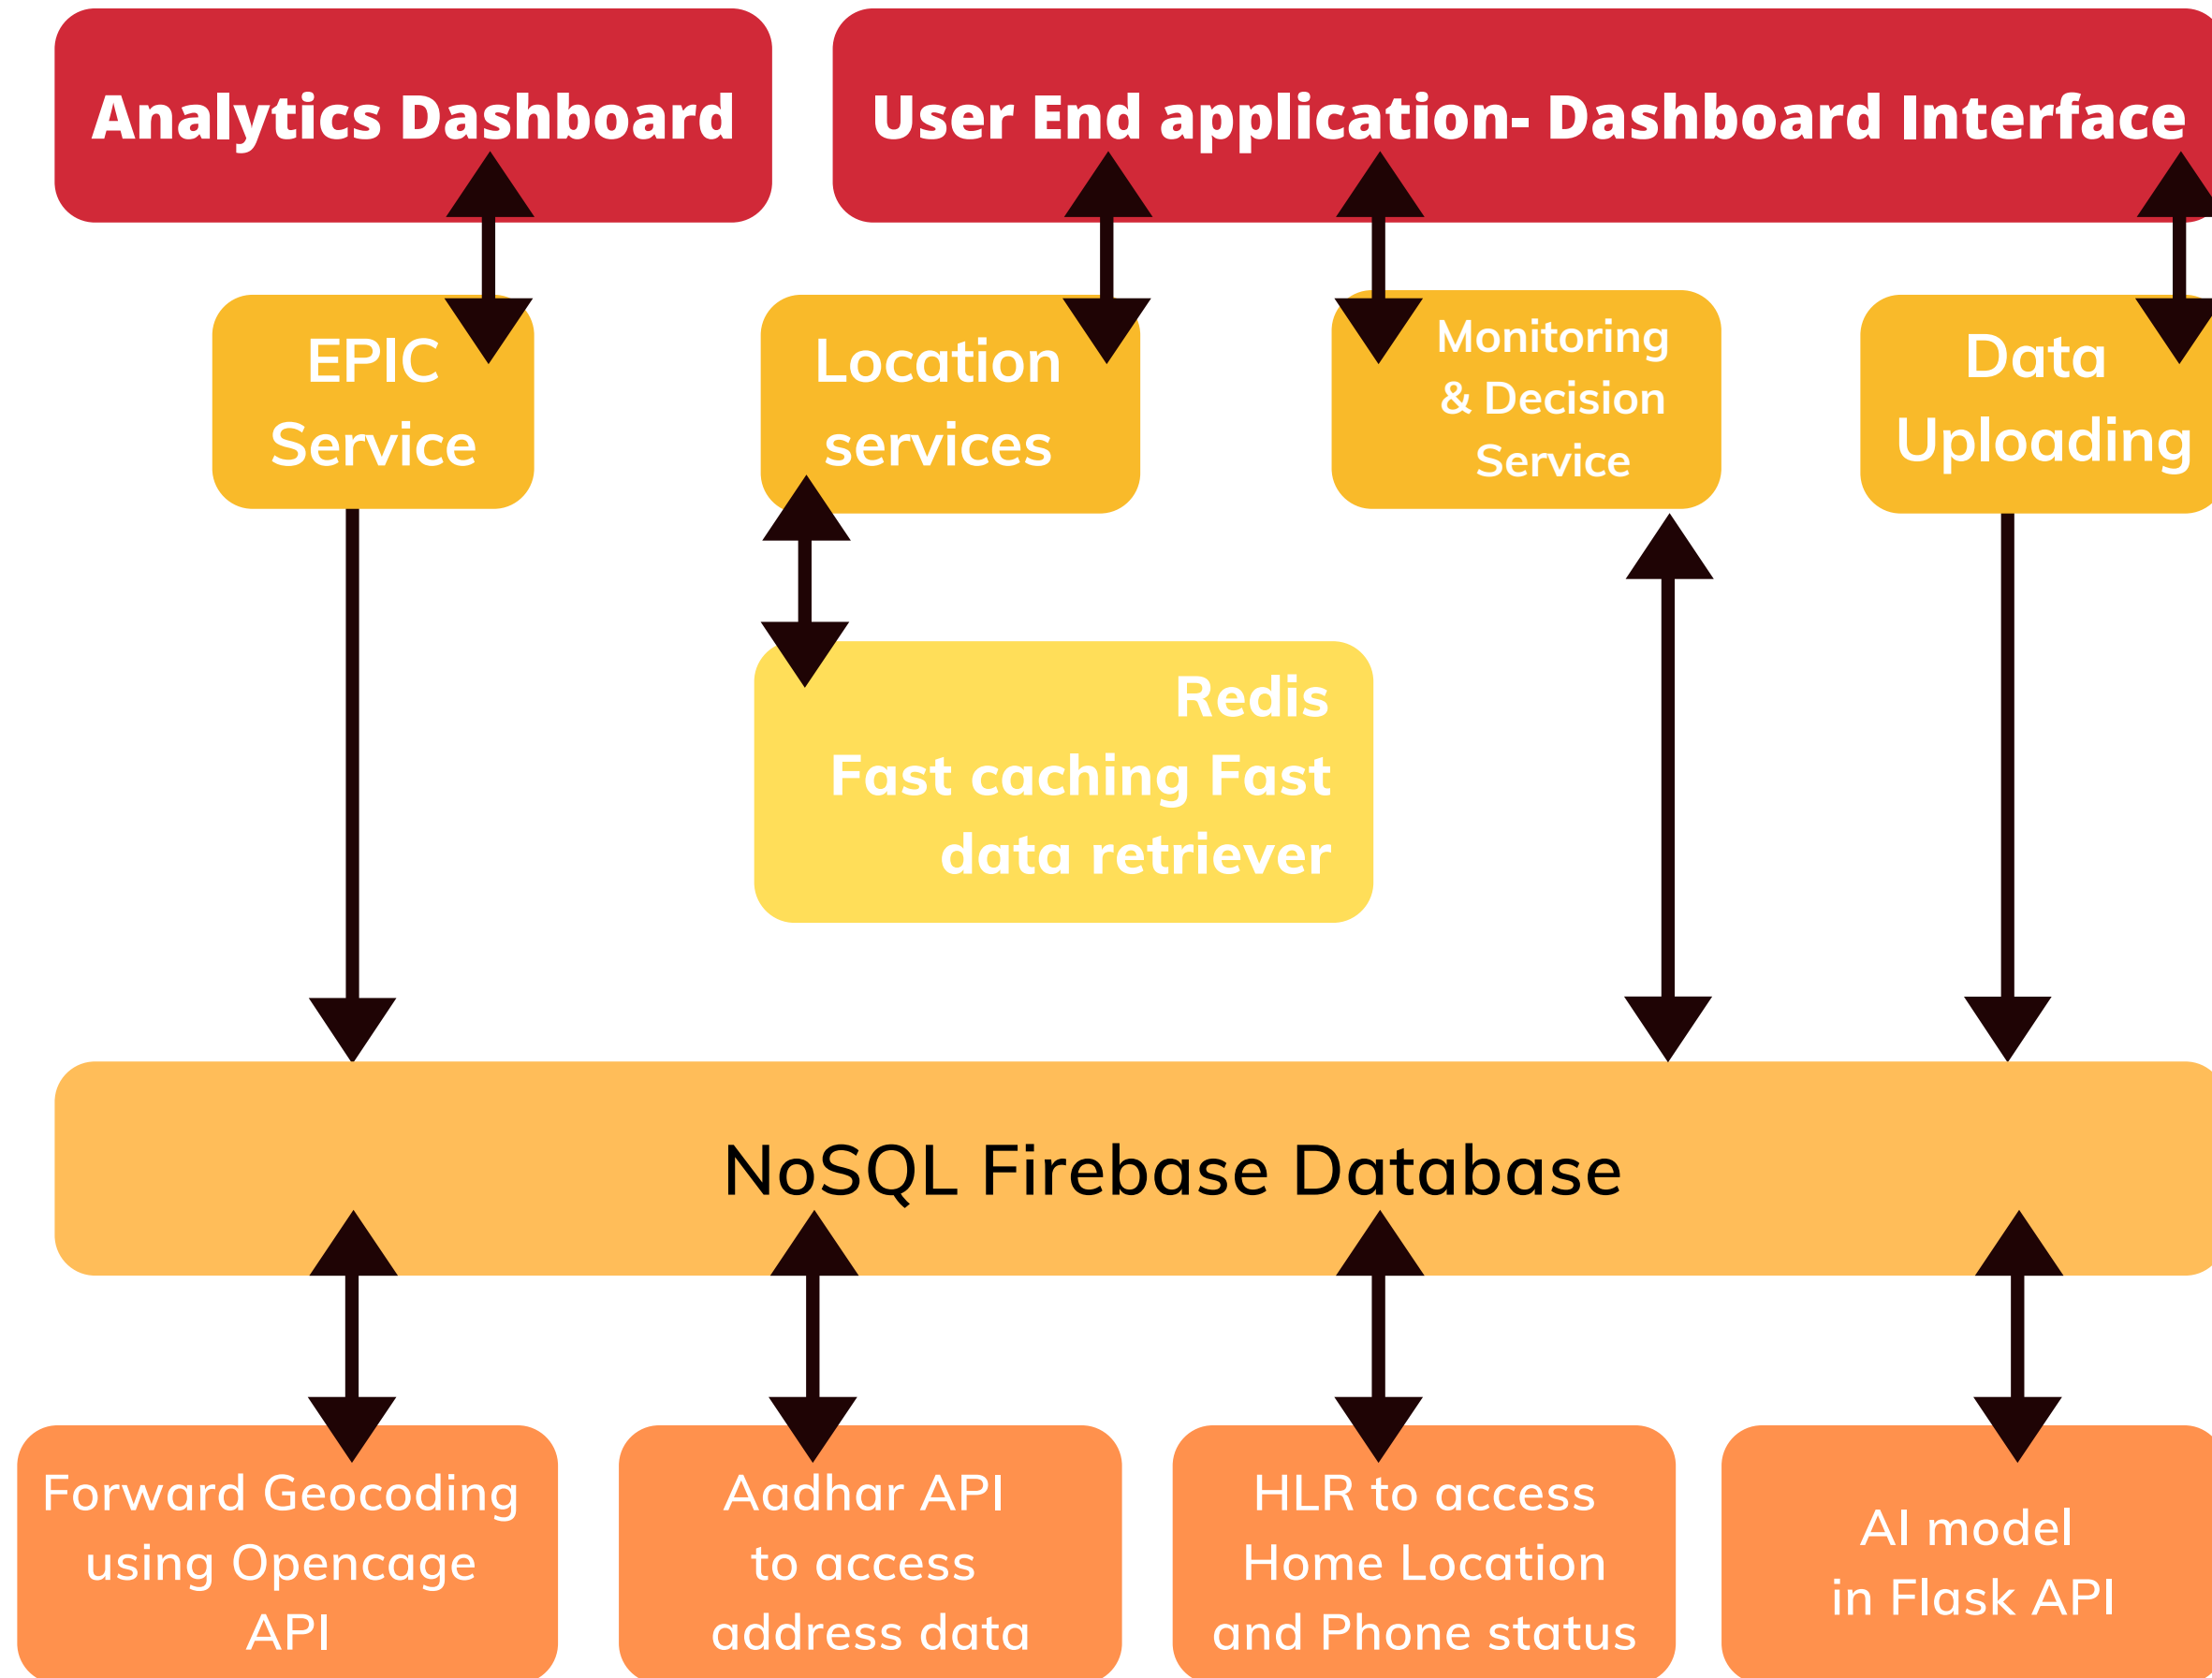 Analytics Dashboard
User End application- Dashboard Interface
EPIC
Service
Location
services
Monitoring
& Decision
Service
Data
Uploading
Redis
Fast caching Fast
data retriever
NoSQL Firebase Database
Forward Geocoding
using Opencage
API
Aadhar API
to access
address data
HLR to access
Home Location
and Phone status
AI model
in Flask API